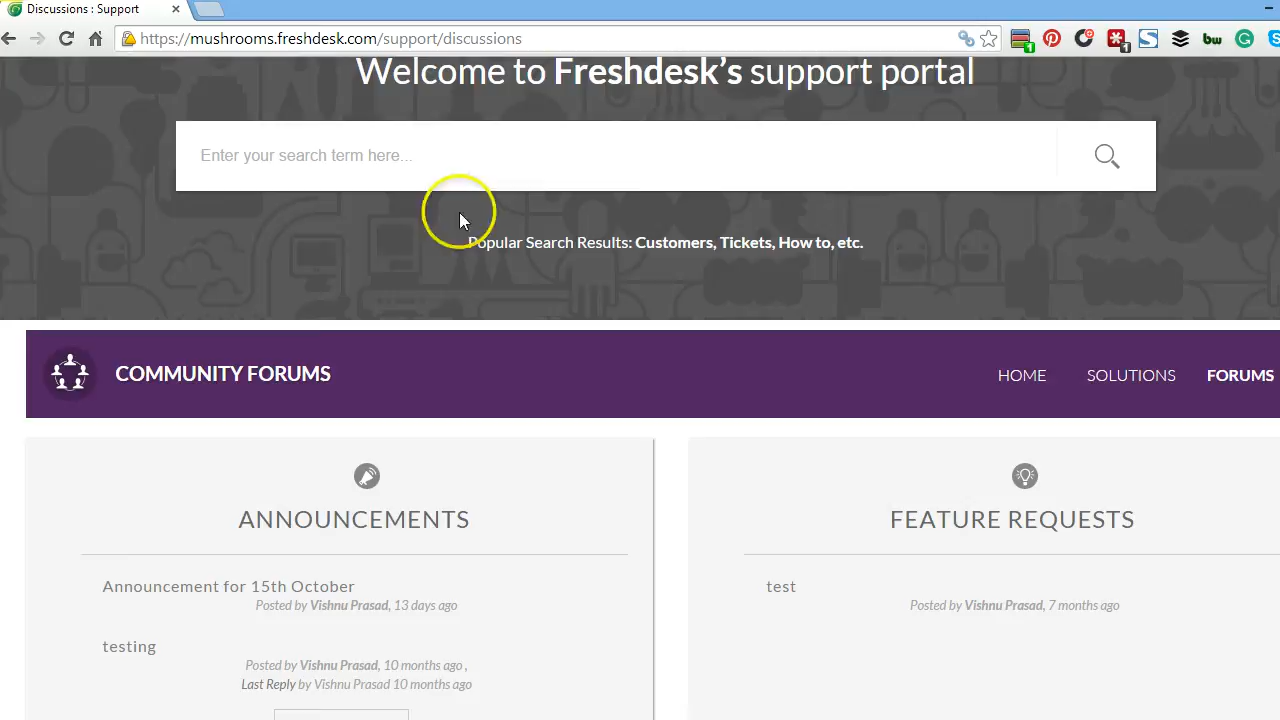 Discussions : Support
https://mushrooms.freshdesk.com/support/discussions
1
1
bw
Welcome to Freshdesk's support portal
Enter your search term here...
Popular Search Results: Customers, Tickets, How to, etc.
COMMUNITY FORUMS
HOME SOLUTIONS FORUMS
ANNOUNCEMENTS
Announcement for 15th October
Posted by Vishnu Prasad, 13 days ago
testing
Posted by Vishnu Prasad, 10 months ago ,
Last Reply by Vishnu Prasad 10 months ago
FEATURE REQUESTS
test
Posted by Vishnu Prasad, 7 months ago